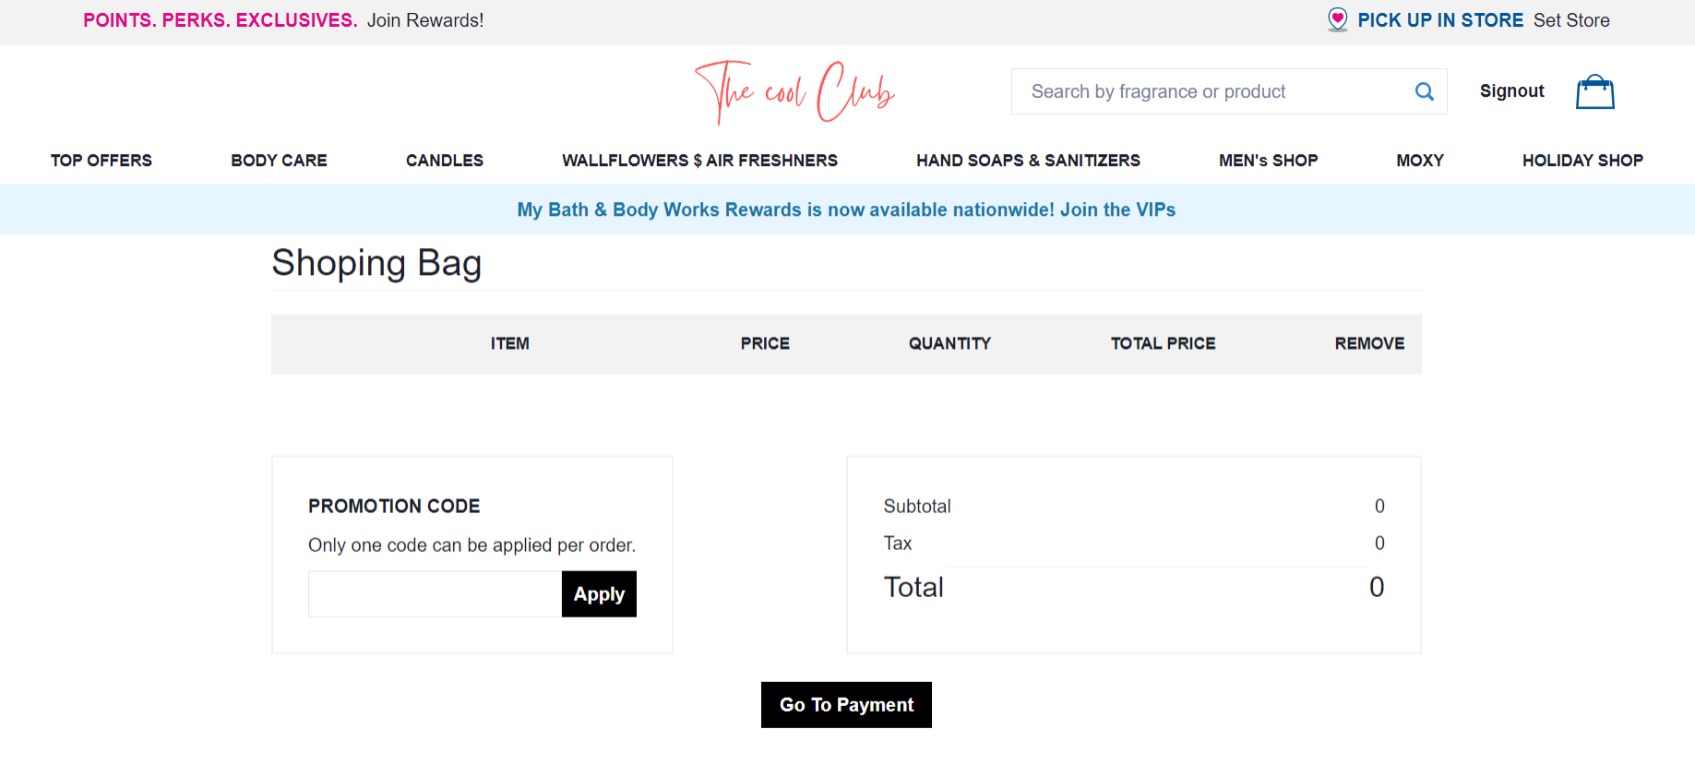 POINTS. PERKS. EXCLUSIVES. Join Rewards!
PICK UP IN STORE Set Store
The cool Club
Search by fragrance or product
Signout
TOP OFFERS BODY CARE CANDLES WALLFLOWERS $ AIR FRESHNERS HAND SOAPS & SANITIZERS MEN's SHOP MOXY HOLIDAY SHOP
My Bath & Body Works Rewards is now available nationwide! Join the VIPs
Shoping Bag
ITEM PRICE QUANTITY TOTAL PRICE REMOVE
PROMOTION CODE
Only one code can be applied per order.
Apply
Subtotal 0
Tax 0
Total 0
Go To Payment